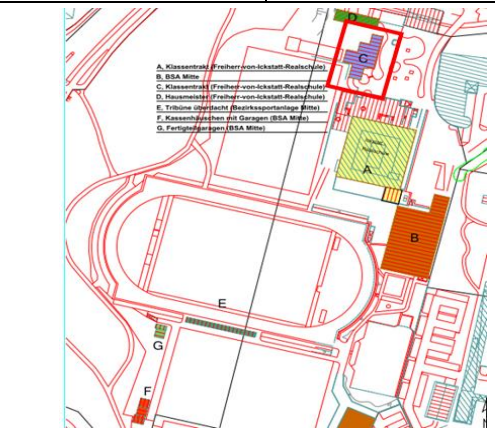 D
C
A, Klassentrakt (Freiherr-von-Ickstatt-Realschule)
B, BSA Mitte
C, Klassentrakt (Freiherr-von-Ickstatt-Realschule)
D, Hausmeister (Freiherr-von-Ickstatt-Realschule)
E, Tribüne überdacht (Bezirkssportanlage Mitte)
F, Kassenhäuschen mit Garagen (BSA Mitte)
G, Fertigteilgaragen (BSA Mitte)
A
B
E
G
F